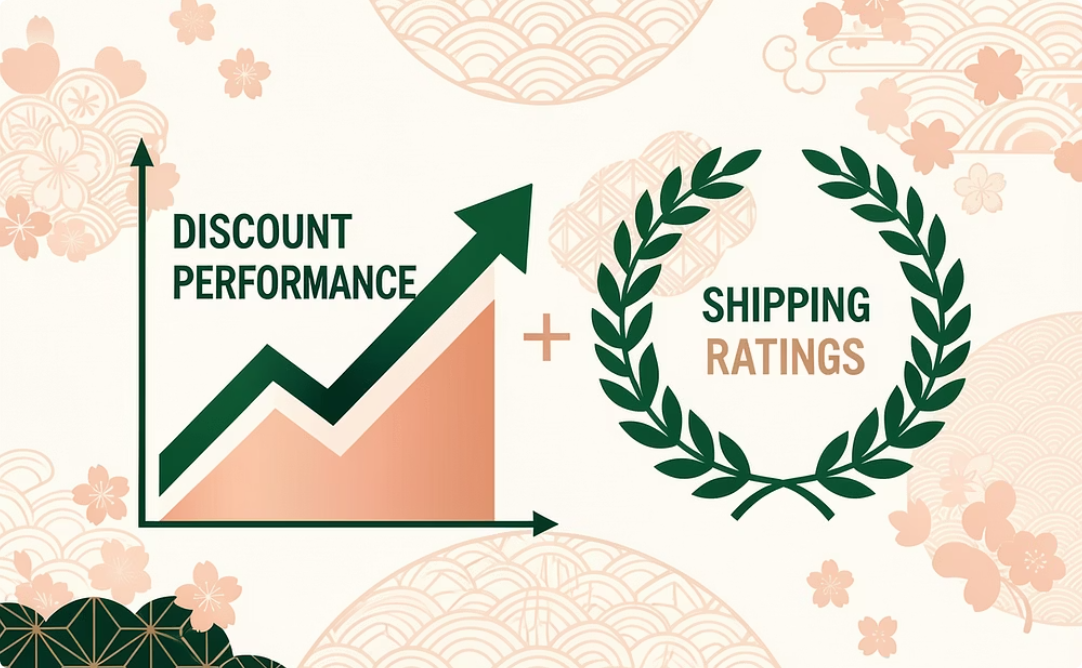 DISCOUNT
PERFORMANCE
+
SHIPPING
RATINGS